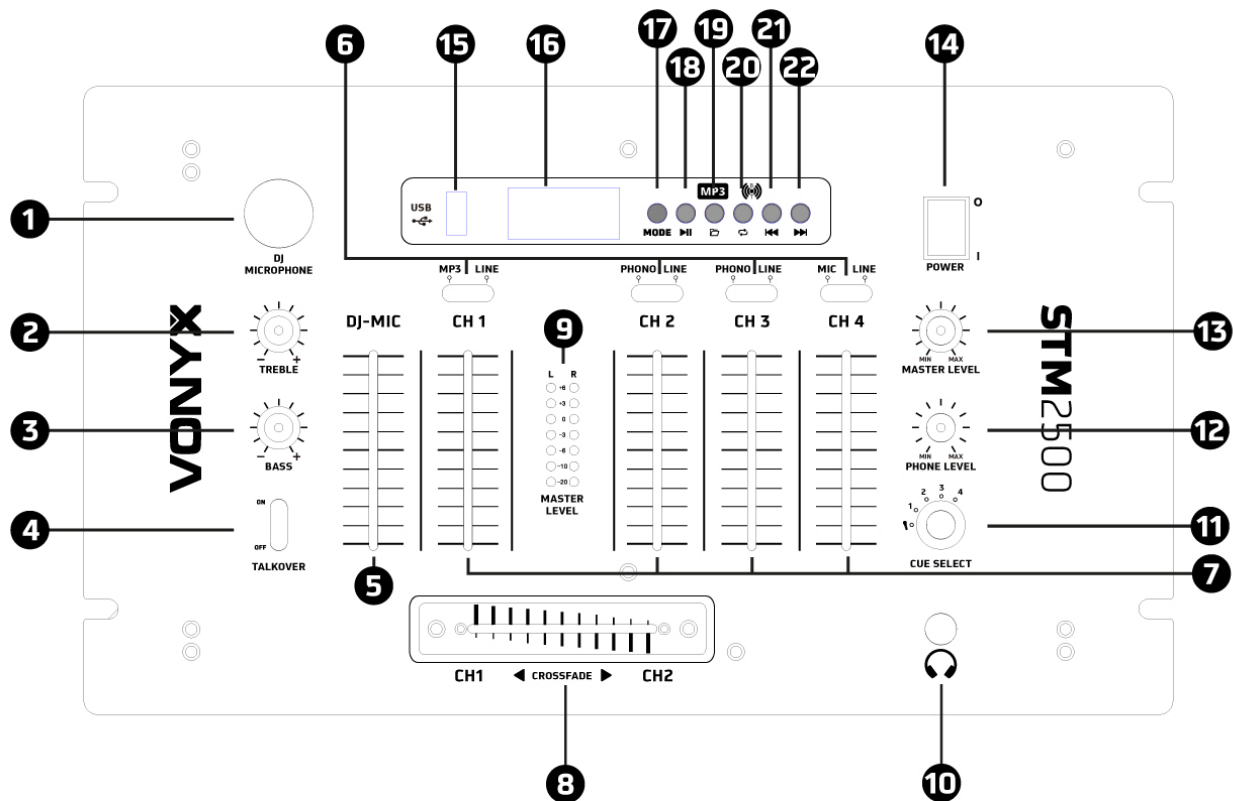 6 15 16 17 18 19 20 21 22 14
MP3
USB
MODE
1
DJ
MICROPHONE
O
I
POWER
MP3 LINE
PHONO LINE
PHONO LINE
MIC LINE
DJ-MIC
CH 1
CH 2
CH 3
CH 4
2
- +
TREBLE
9
L R
+6
+3
0
-3
-6
-10
-20
MASTER
LEVEL
13
MIN MAX
MASTER LEVEL
VONYX
STM2500
3
- +
BASS
12
MIN MAX
PHONE LEVEL
4
ON
OFF
TALKOVER
1 2 3 4
11
CUE SELECT
5
7
CH1 CROSSFADE CH2
8
10